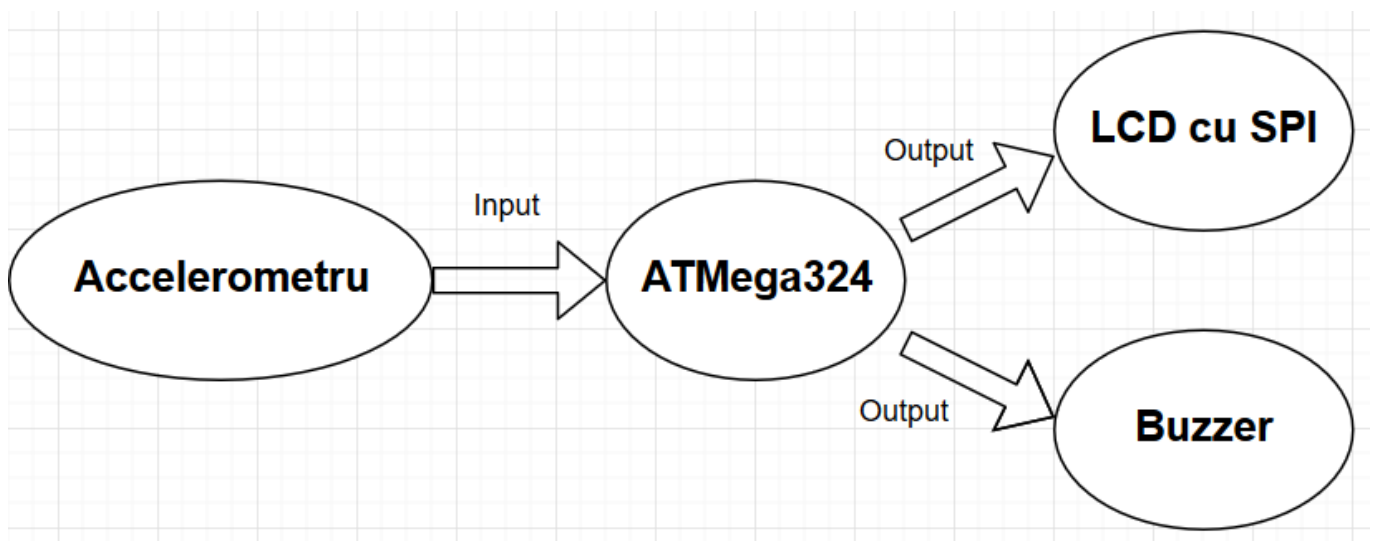 Accelerometru
Input
ATMega324
Output
LCD cu SPI
Output
Buzzer